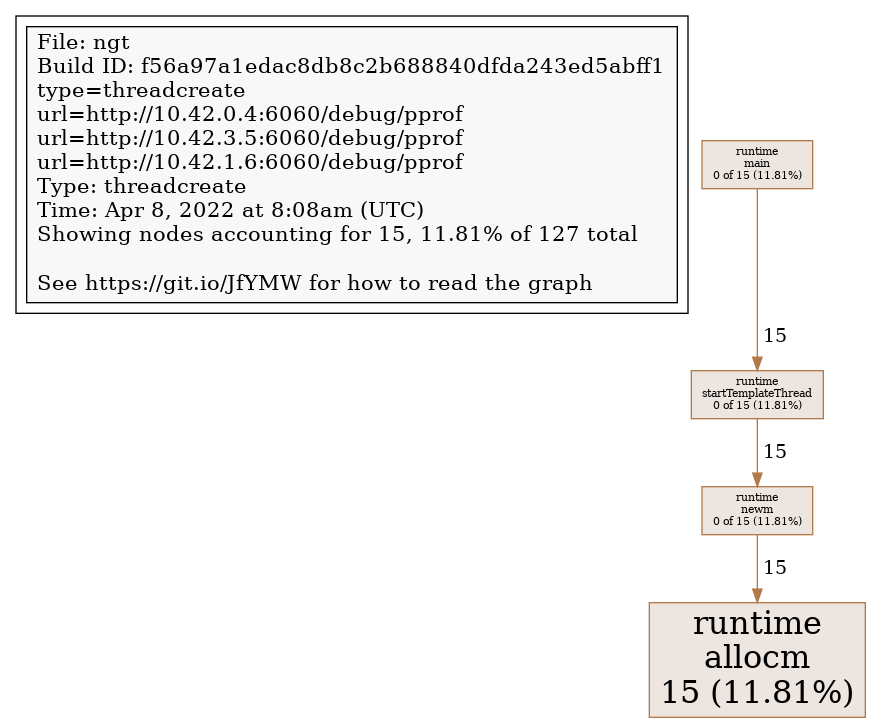 File: ngt
Build ID: f56a97a1edac8db8c2b688840dfda243ed5abff1
type=threadcreate
url=http://10.42.0.4:6060/debug/pprof
url=http://10.42.3.5:6060/debug/pprof
url=http://10.42.1.6:6060/debug/pprof
Type: threadcreate
Time: Apr 8, 2022 at 8:08am (UTC)
Showing nodes accounting for 15, 11.81% of 127 total
See https://git.io/JfYMW for how to read the graph
runtime
main
0 of 15 (11.81%)
15
runtime
startTemplateThread
0 of 15 (11.81%)
15
runtime
newm
0 of 15 (11.81%)
15
runtime
allocm
15 (11.81%)